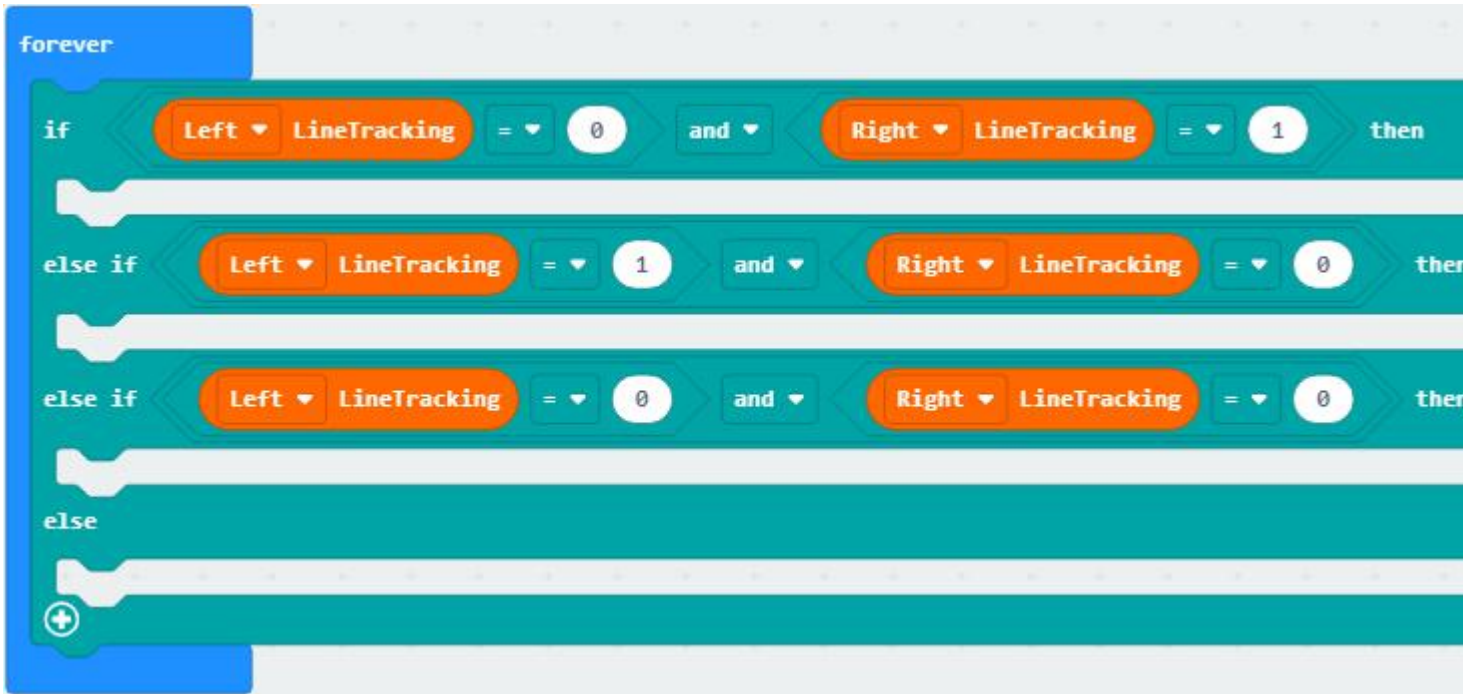 forever
if Left LineTracking = 0 and Right LineTracking = 1 then
else if Left LineTracking = 1 and Right LineTracking = 0 then
else if Left LineTracking = 0 and Right LineTracking = 0 then
else